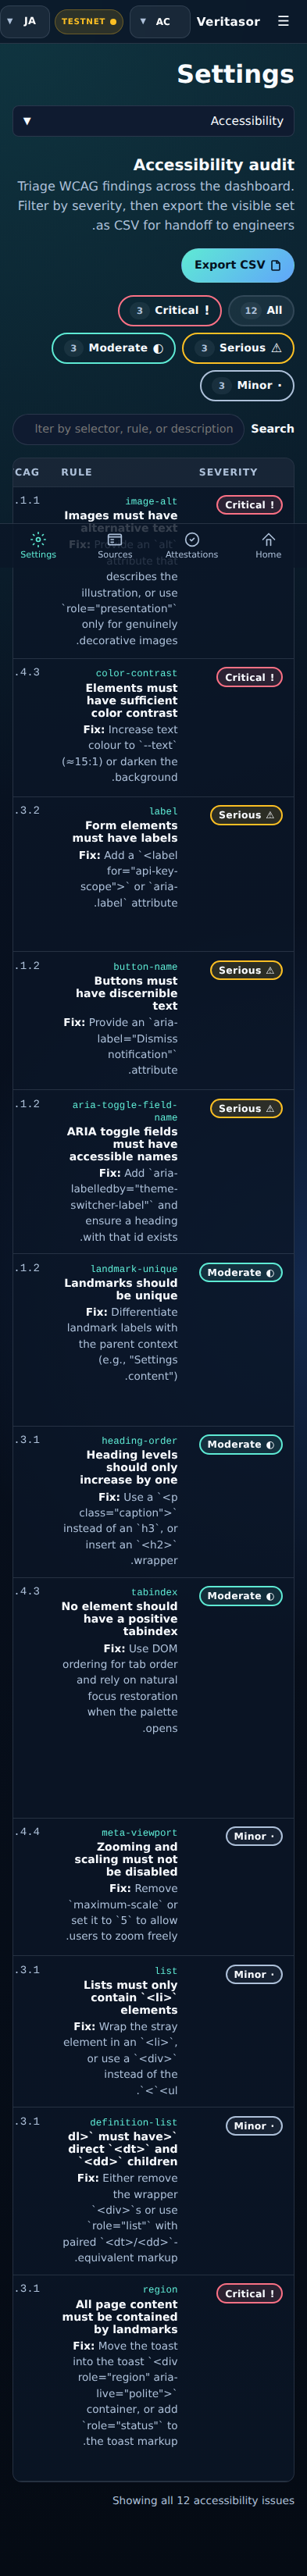 ☰ Veritasor AC ▼ TESTNET JA ▼
Settings
Accessibility ▼
Accessibility audit
Triage WCAG findings across the dashboard.
Filter by severity, then export the visible set
as CSV for handoff to engineers.
Export CSV
All 12
! Critical 3
⚠ Serious 3
◐ Moderate 3
· Minor 3
Search
lter by selector, rule, or description
SEVERITY RULE CAG
! Critical
image-alt
.1.1
Images must have
alternative text
Fix: Provide an `alt`
attribute that
Home
Attestations
Sources
Settings
describes the
illustration, or use
`role="presentation"`
only for genuinely
decorative images.
! Critical
color-contrast
.4.3
Elements must
have sufficient
color contrast
Fix: Increase text
colour to `--text`
(≈15:1) or darken the
background.
⚠ Serious
label
.3.2
Form elements
must have labels
Fix: Add a `<label
for="api-key-
scope">` or `aria-
label` attribute.
⚠ Serious
button-name
.1.2
Buttons must
have discernible
text
Fix: Provide an `aria-
label="Dismiss
notification"`
attribute.
⚠ Serious
aria-toggle-field-
name
.1.2
ARIA toggle fields
must have
accessible names
Fix: Add `aria-
labelledby="theme-
switcher-label"` and
ensure a heading
with that id exists.
◐ Moderate
landmark-unique
.1.2
Landmarks should
be unique
Fix: Differentiate
landmark labels with
the parent context
(e.g., "Settings
content").
◐ Moderate
heading-order
.3.1
Heading levels
should only
increase by one
Fix: Use a `<p
class="caption">`
instead of an `h3`, or
insert an `<h2>`
wrapper.
◐ Moderate
tabindex
.4.3
No element should
have a positive
tabindex
Fix: Use DOM
ordering for tab order
and rely on natural
focus restoration
when the palette
opens.
· Minor
meta-viewport
.4.4
Zooming and
scaling must not
be disabled
Fix: Remove
`maximum-scale` or
set it to `5` to allow
users to zoom freely.
· Minor
list
.3.1
Lists must only
contain `<li>`
elements
Fix: Wrap the stray
element in an `<li>`,
or use a `<div>`
instead of the
`<ul>`.
· Minor
definition-list
.3.1
`<dl>` must have
direct `<dt>` and
`<dd>` children
Fix: Either remove
the wrapper
`<div>`s or use
`role="list"` with
paired `<dt>/<dd>`-
equivalent markup.
! Critical
region
.3.1
All page content
must be contained
by landmarks
Fix: Move the toast
into the toast `<div
role="region" aria-
live="polite">`
container, or add
`role="status"` to
the toast markup.
Showing all 12 accessibility issues